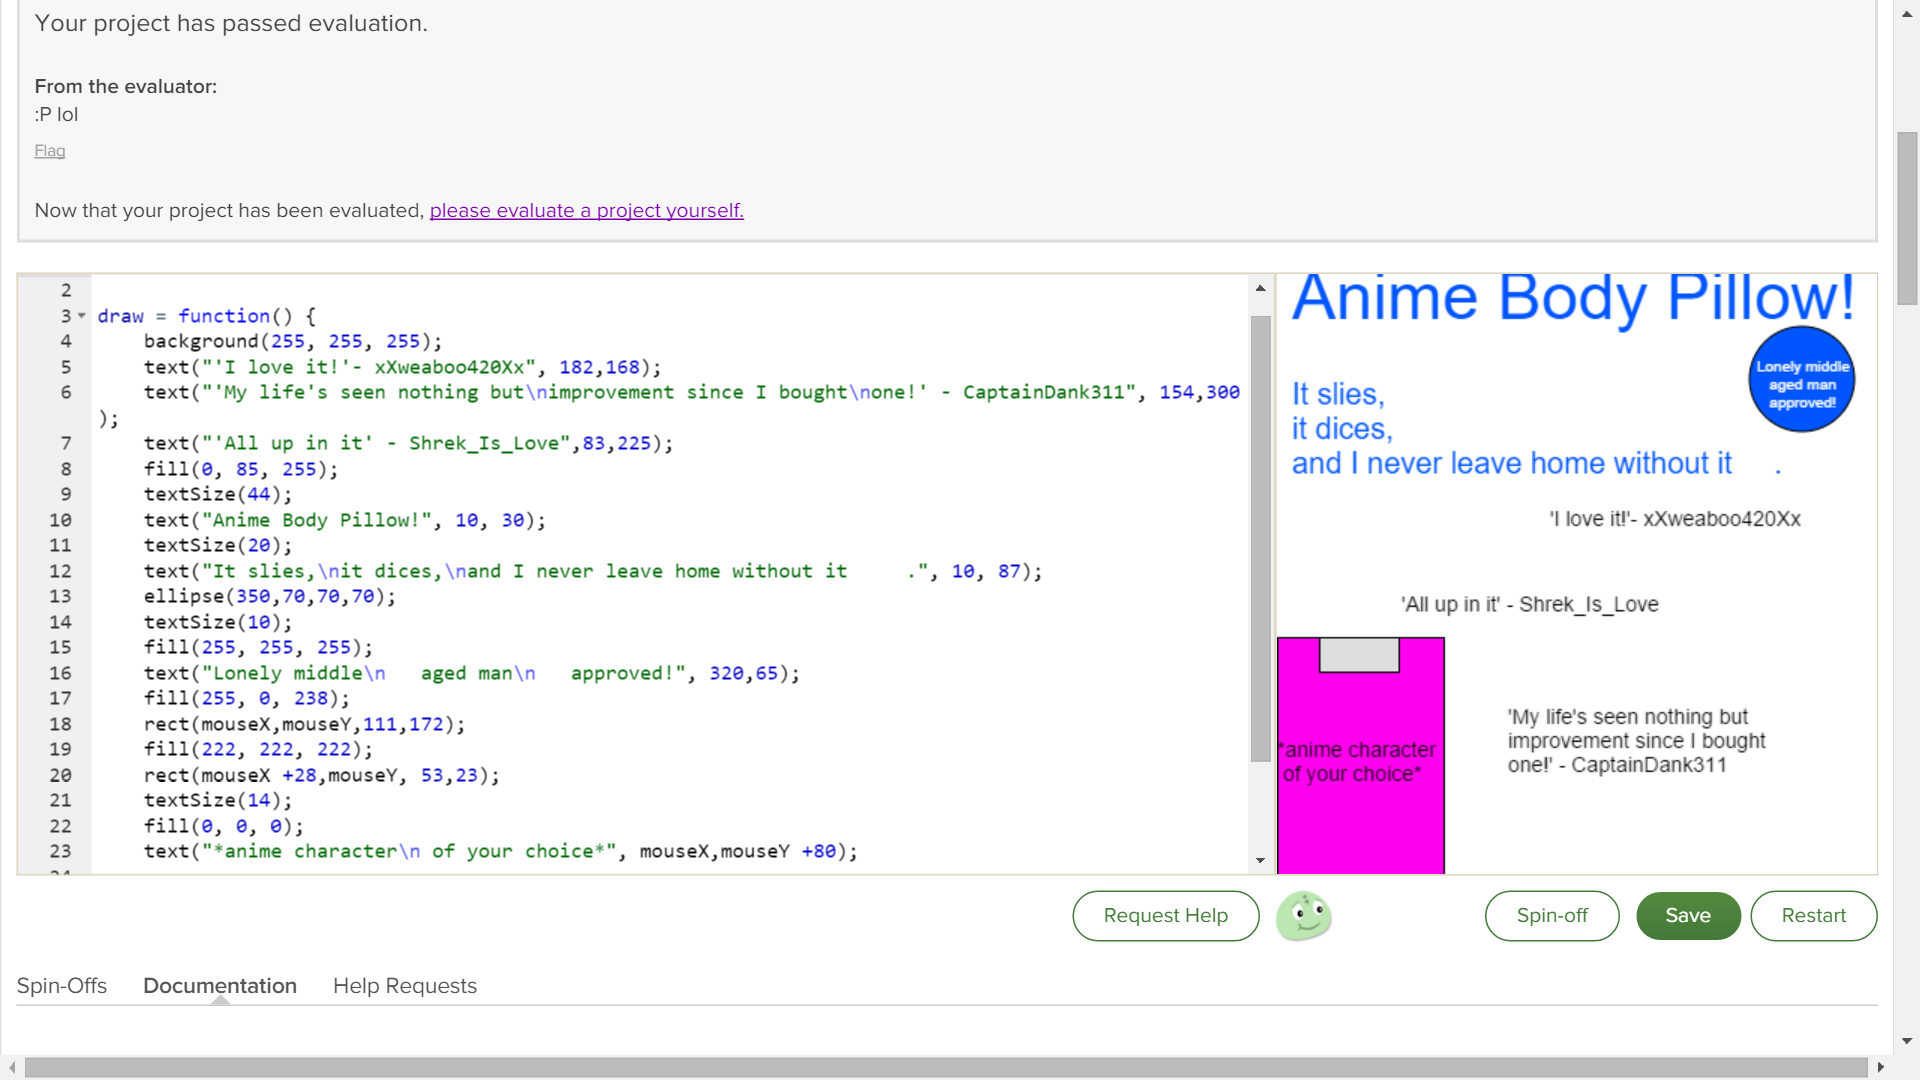 Your project has passed evaluation.
From the evaluator:
:P lol
Flag
Now that your project has been evaluated, please evaluate a project yourself.
2
3 draw = function() {
4 background(255, 255, 255);
5 text("'I love it!'- xXweaboo420Xx", 182,168);
6 text("'My life's seen nothing but\nimprovement since I bought\none!' - CaptainDank311", 154,300
);
7 text("'All up in it' - Shrek_Is_Love",83,225);
8 fill(0, 85, 255);
9 textSize(44);
10 text("Anime Body Pillow!", 10, 30);
11 textSize(20);
12 text("It slies,\nit dices,\nand I never leave home without it     .", 10, 87);
13 ellipse(350,70,70,70);
14 textSize(10);
15 fill(255, 255, 255);
16 text("Lonely middle\n   aged man\n   approved!", 320,65);
17 fill(255, 0, 238);
18 rect(mouseX,mouseY,111,172);
19 fill(222, 222, 222);
20 rect(mouseX +28,mouseY, 53,23);
21 textSize(14);
22 fill(0, 0, 0);
23 text("*anime character\n of your choice*", mouseX,mouseY +80);
Anime Body Pillow!
Lonely middle
aged man
approved!
It slies,
it dices,
and I never leave home without it     .
'I love it!'- xXweaboo420Xx
'All up in it' - Shrek_Is_Love
*anime character
of your choice*
'My life's seen nothing but
improvement since I bought
one!' - CaptainDank311
Request Help
Spin-off
Save
Restart
Spin-Offs
Documentation
Help Requests